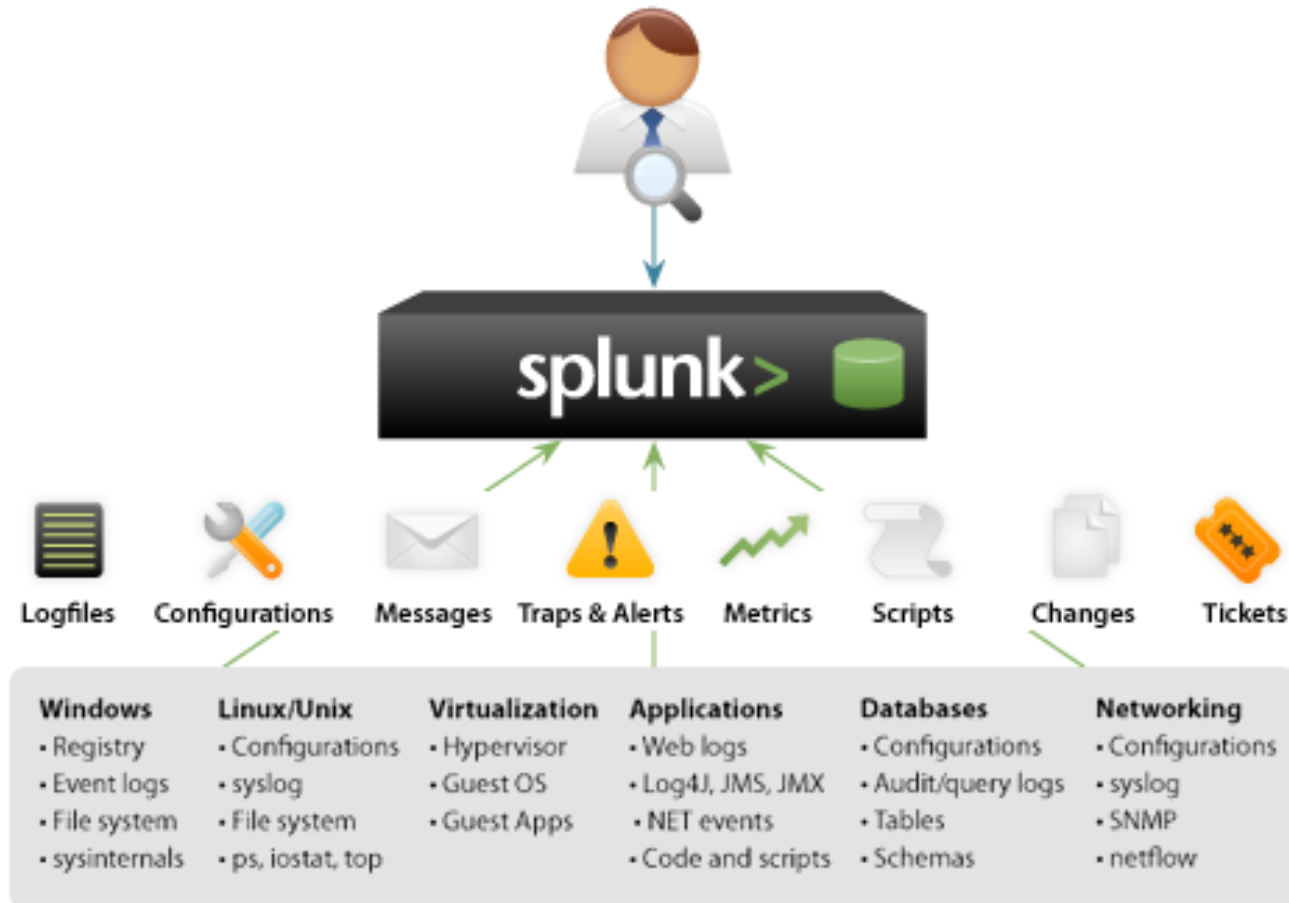 splunk>
Logfiles Configurations Messages Traps & Alerts Metrics Scripts Changes Tickets
Windows Linux/Unix Virtualization Applications Databases Networking
• Registry • Configurations • Hypervisor • Web logs • Configurations • Configurations
• Event logs • syslog • Guest OS • Log4J, JMS, JMX • Audit/query logs • syslog
• File system • File system • Guest Apps • NET events • Tables • SNMP
• sysinternals • ps, iostat, top • Code and scripts • Schemas • netflow